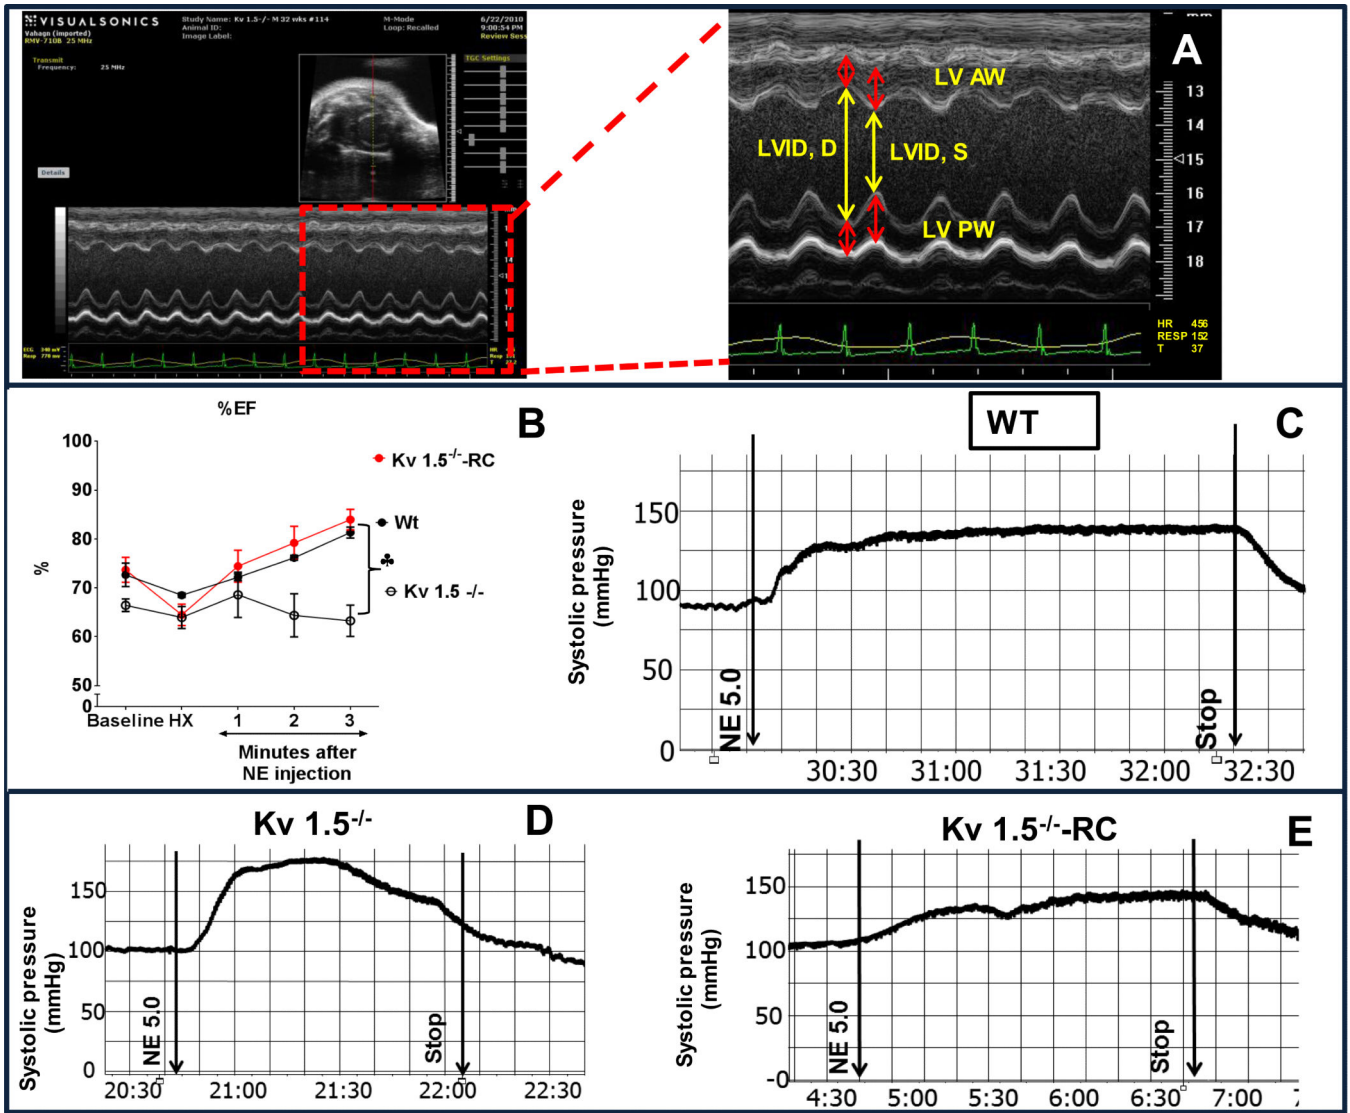 VISUALSONICS
Vahagn (imported)
RMV-710B 25 MHz
Study Name: Kv 1.5-/- M 32 wks #114
Animal ID:
Image Label:
M-Mode
Loop: Recalled
6/22/2010
9:00:54 PM
Review Sess
Transmit
Frequency: 25 MHz
TGC Settings
Details
A
LV AW
LVID, D
LVID, S
LV PW
mm
13
14
15
16
17
18
HR 456
RESP 152
T 37
%EF
B
100
90
80
70
60
50
0
%
Kv 1.5-/--RC
Wt
♣
Kv 1.5 -/-
Baseline HX 1 2 3
Minutes after
NE injection
WT
C
Systolic pressure
(mmHg)
150
100
50
0
NE 5.0
Stop
30:30 31:00 31:30 32:00 32:30
Kv 1.5-/-
D
Systolic pressure
(mmHg)
150
100
50
0
NE 5.0
Stop
20:30 21:00 21:30 22:00 22:30
Kv 1.5-/--RC
E
Systolic pressure
(mmHg)
150
100
50
-0
NE 5.0
Stop
4:30 5:00 5:30 6:00 6:30 7:00